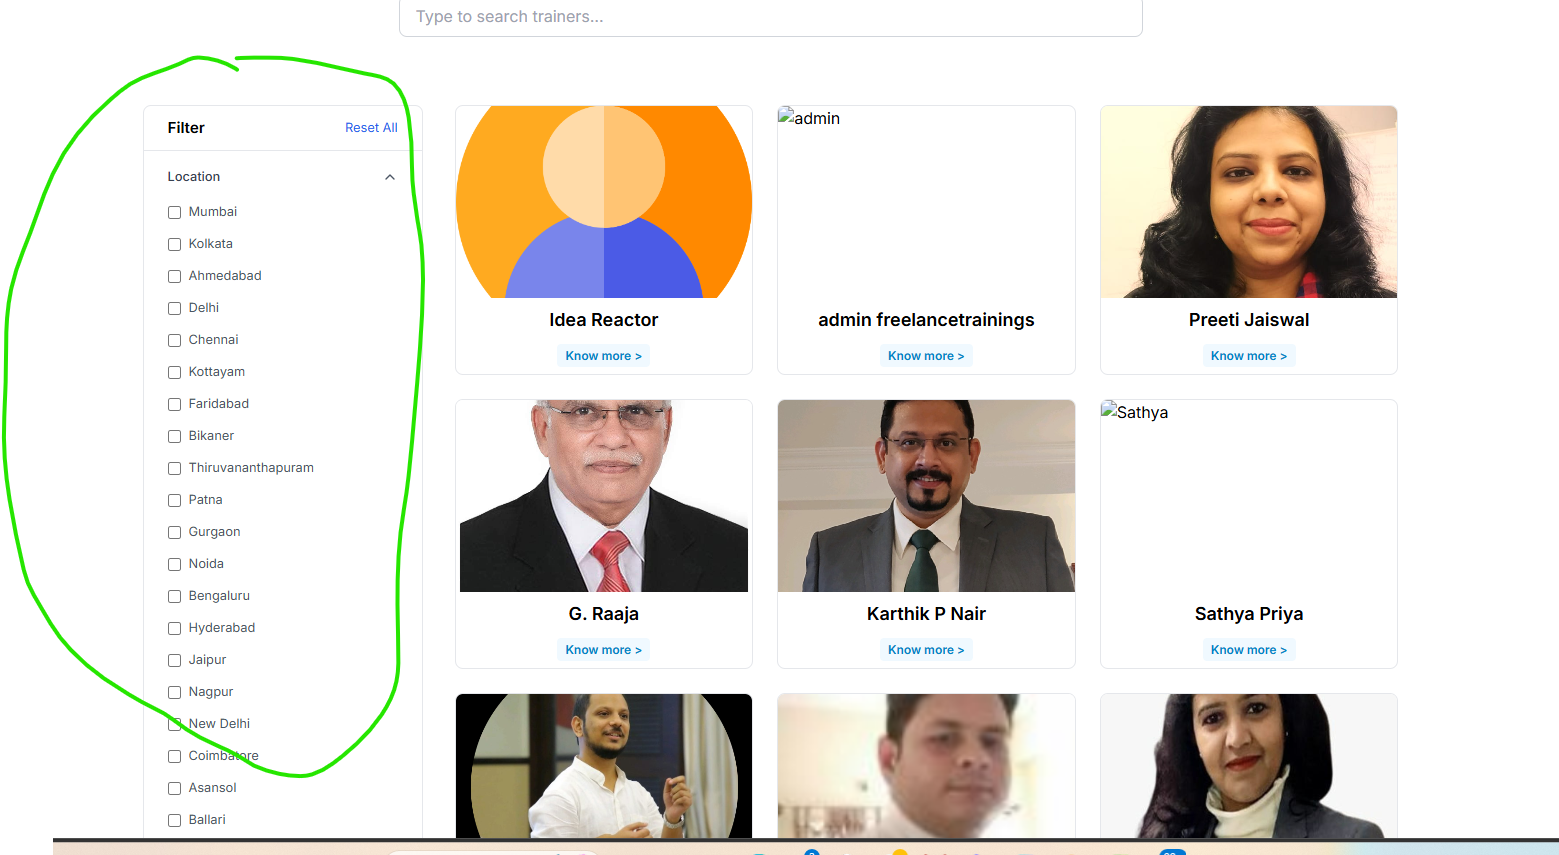 Type to search trainers...
Filter
Reset All
Location
Mumbai
Kolkata
Ahmedabad
Delhi
Chennai
Kottayam
Faridabad
Bikaner
Thiruvananthapuram
Patna
Gurgaon
Noida
Bengaluru
Hyderabad
Jaipur
Nagpur
New Delhi
Coimbatore
Asansol
Ballari
Idea Reactor
Know more >
admin
admin freelancetrainings
Know more >
Preeti Jaiswal
Know more >
G. Raaja
Know more >
Karthik P Nair
Know more >
Sathya
Sathya Priya
Know more >